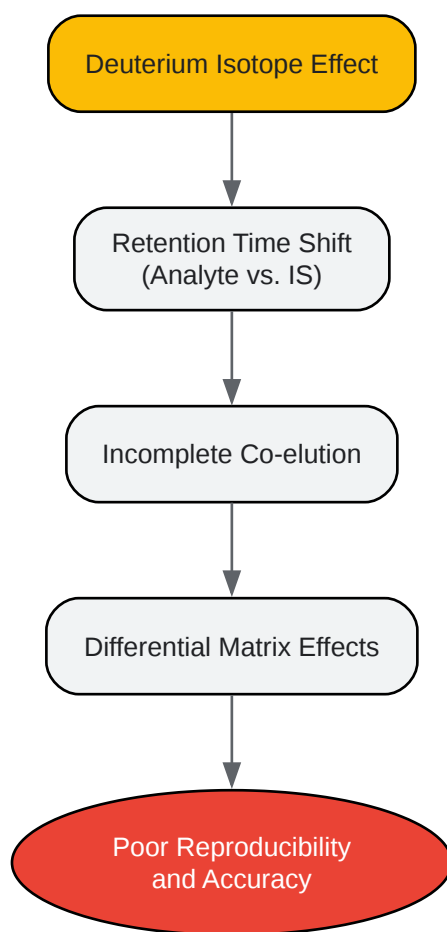 Deuterium Isotope Effect
Retention Time Shift
(Analyte vs. IS)
Incomplete Co-elution
Differential Matrix Effects
Poor Reproducibility
and Accuracy